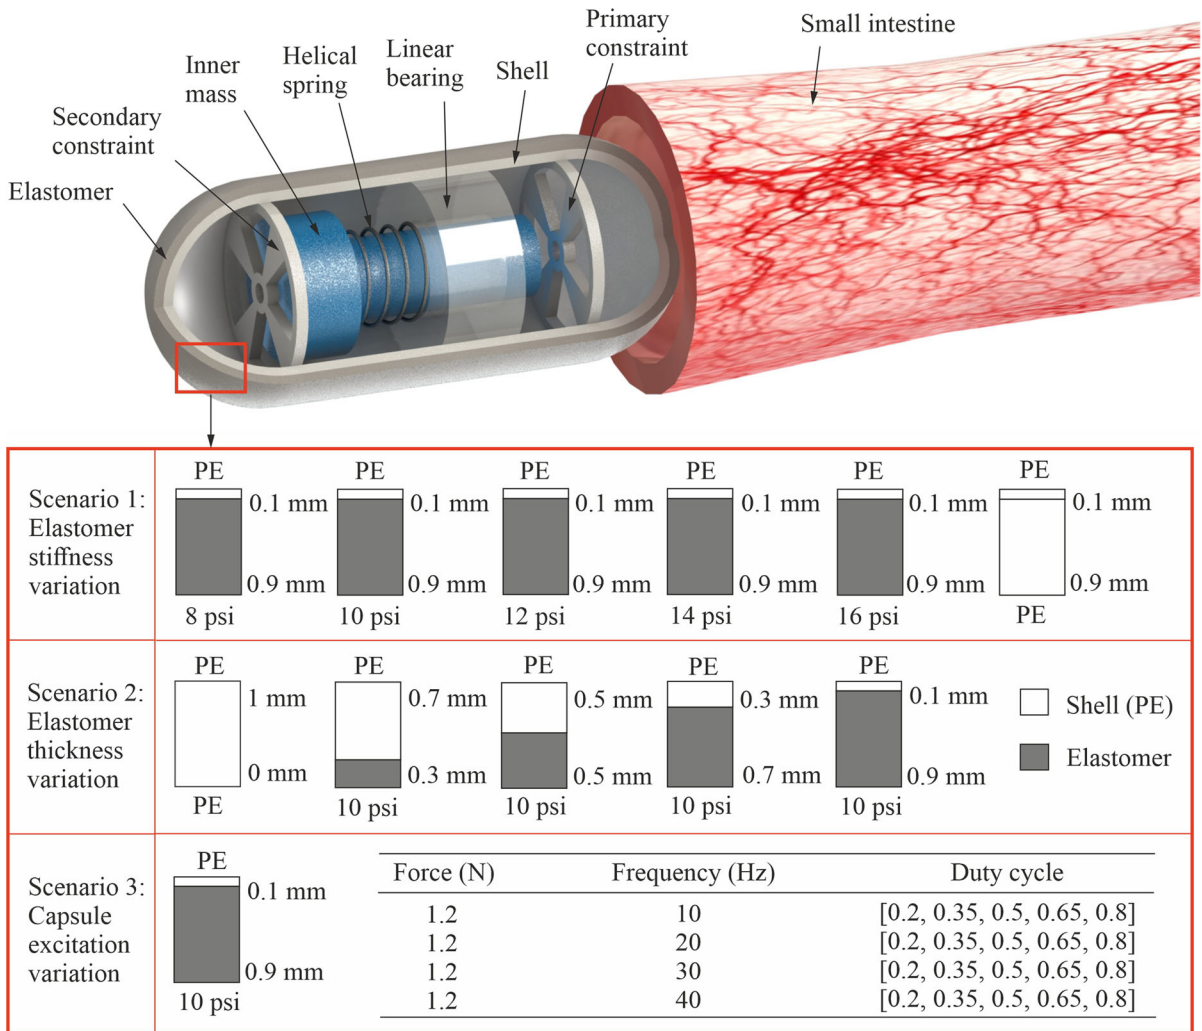 Primary
constraint
Small intestine
Linear
bearing
Helical
spring
Shell
Inner
mass
Secondary
constraint
Elastomer
Scenario 1:
Elastomer
stiffness
variation
PE PE PE PE PE PE
0.1 mm 0.1 mm 0.1 mm 0.1 mm 0.1 mm 0.1 mm
0.9 mm 0.9 mm 0.9 mm 0.9 mm 0.9 mm 0.9 mm
8 psi 10 psi 12 psi 14 psi 16 psi PE
Scenario 2:
Elastomer
thickness
variation
PE PE PE PE PE
1 mm 0.7 mm 0.5 mm 0.3 mm 0.1 mm
0 mm 0.3 mm 0.5 mm 0.7 mm 0.9 mm
PE 10 psi 10 psi 10 psi 10 psi
Shell (PE)
Elastomer
Scenario 3:
Capsule
excitation
variation
PE
0.1 mm
0.9 mm
10 psi
Force (N) Frequency (Hz) Duty cycle
1.2 10 [0.2, 0.35, 0.5, 0.65, 0.8]
1.2 20 [0.2, 0.35, 0.5, 0.65, 0.8]
1.2 30 [0.2, 0.35, 0.5, 0.65, 0.8]
1.2 40 [0.2, 0.35, 0.5, 0.65, 0.8]